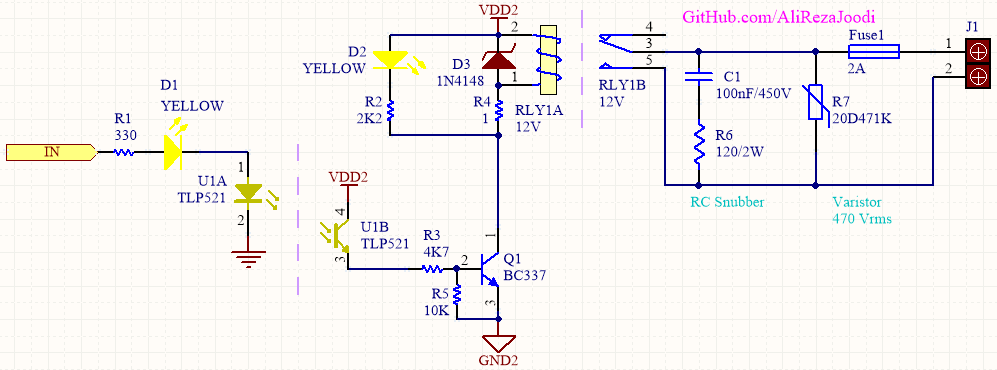 GitHub.com/AliRezaJoodi
VDD2
D2
YELLOW
D3
1N4148
2
1
RLY1A
12V
R2
2K2
R4
1
4
3
5
RLY1B
12V
C1
100nF/450V
R6
120/2W
RC Snubber
R7
20D471K
Varistor
470 Vrms
Fuse1
2A
J1
1
2
D1
YELLOW
R1
330
IN
1
U1A
TLP521
2
VDD2
4
U1B
TLP521
3
R3
4K7
2
1
Q1
BC337
3
R5
10K
GND2